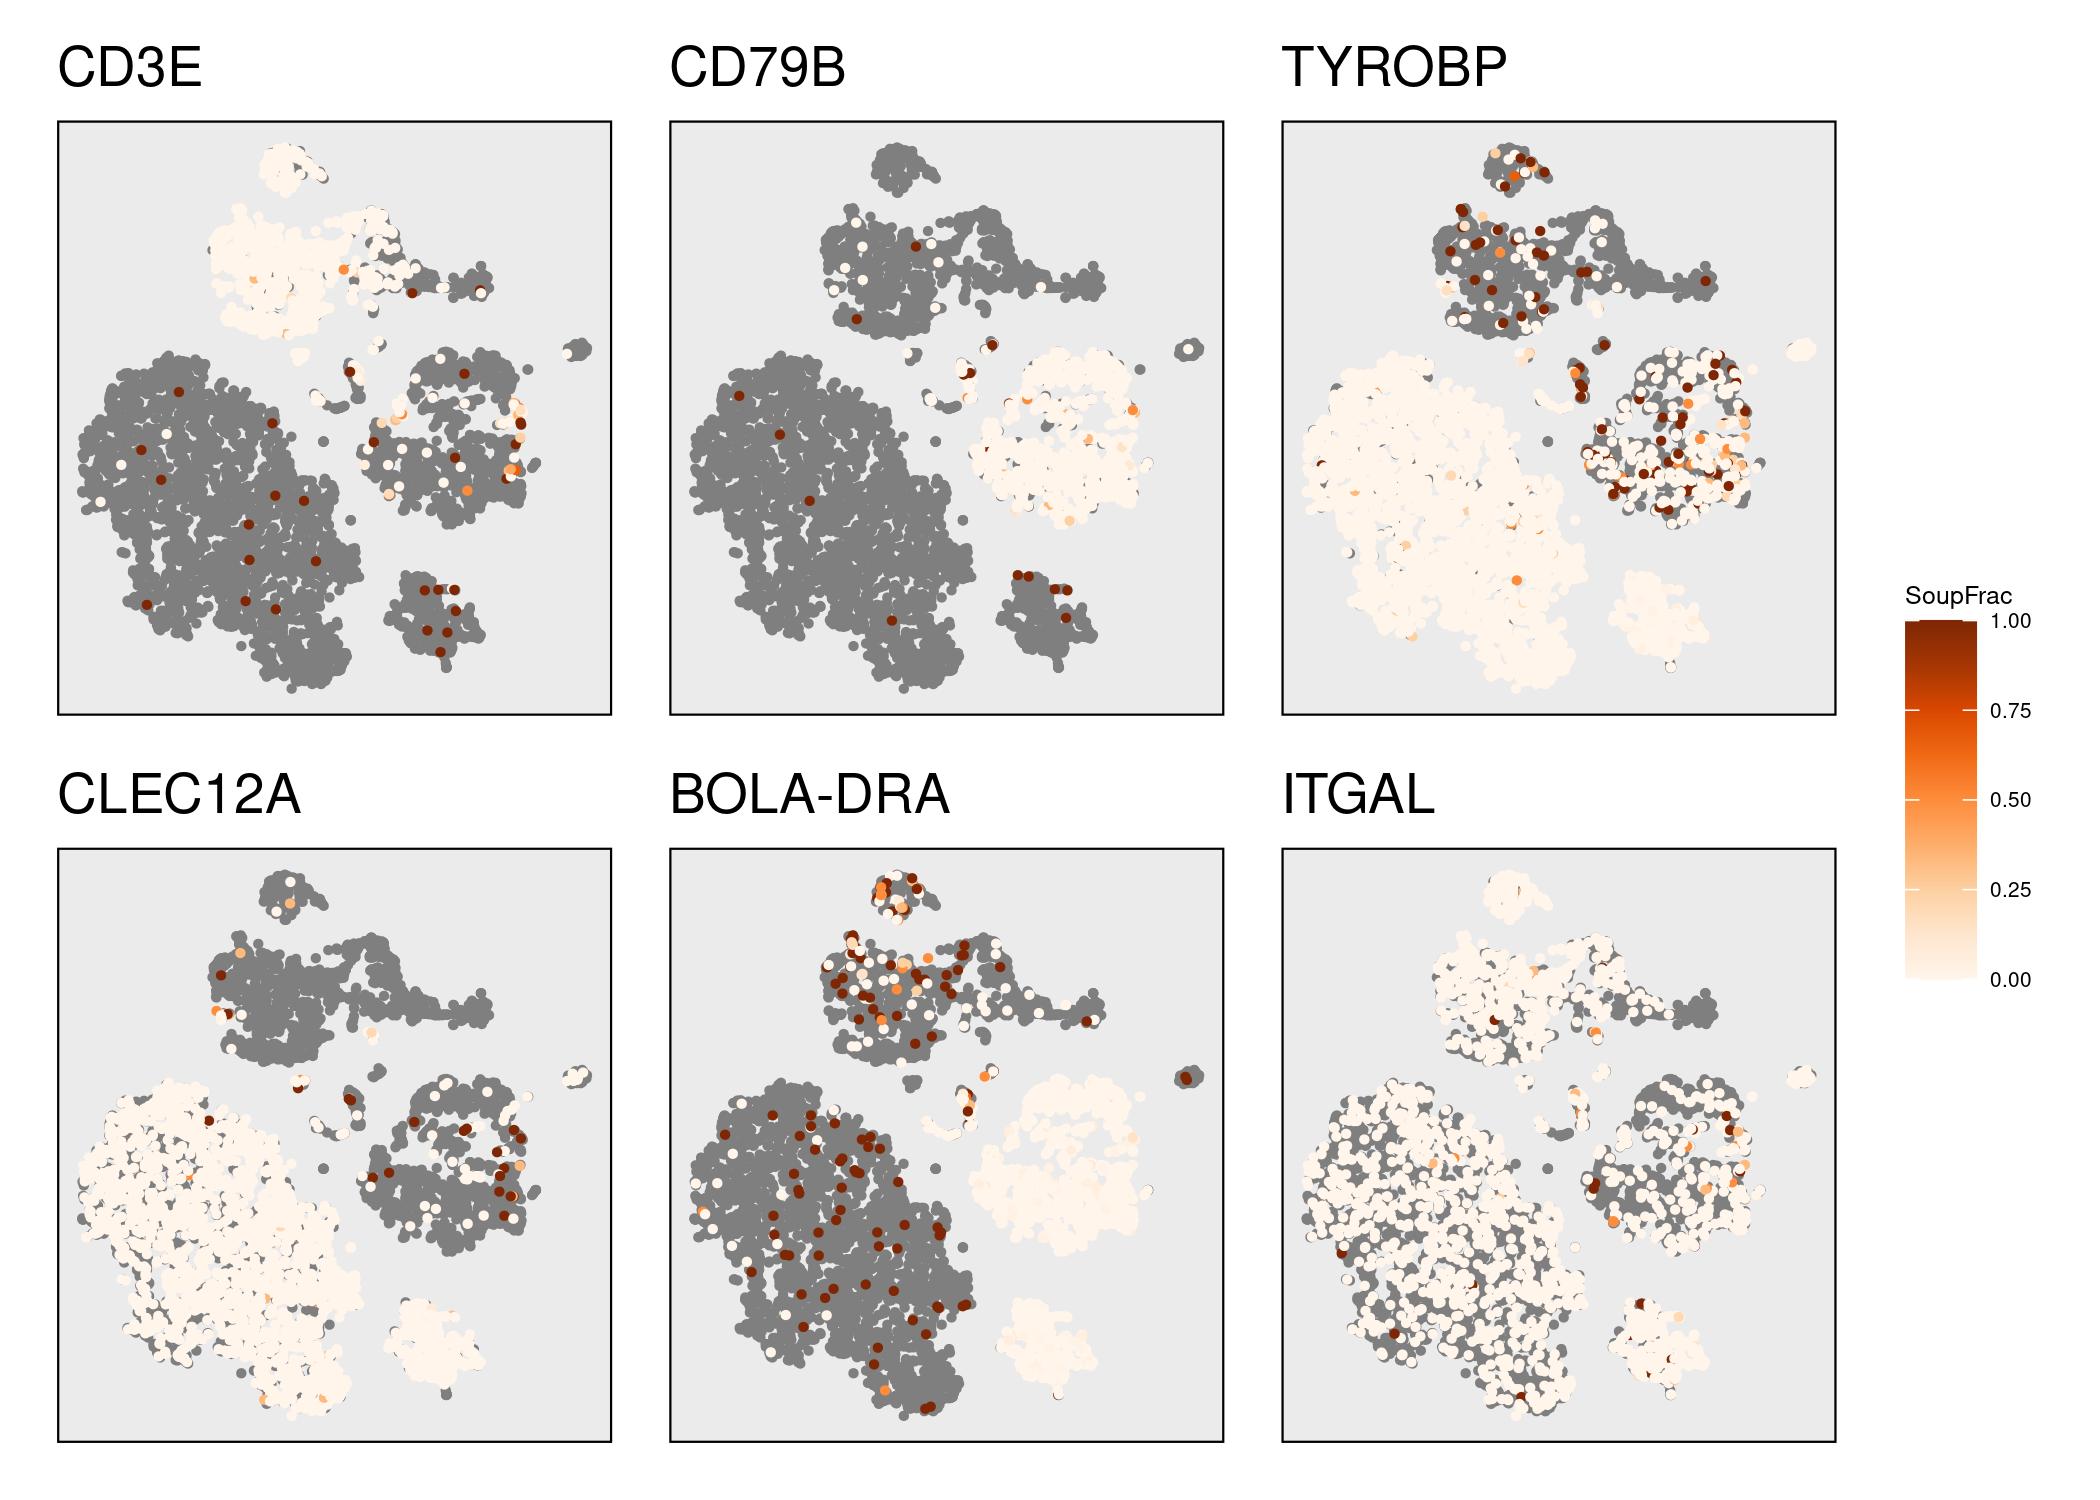 CD3E
CD79B
TYROBP
CLEC12A
BOLA-DRA
ITGAL
SoupFrac
1.00
0.75
0.50
0.25
0.00